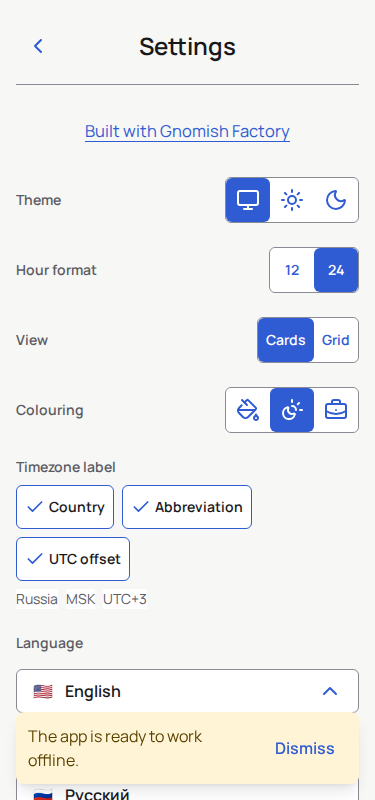 Settings
Built with Gnomish Factory
Theme
Hour format
12
24
View
Cards
Grid
Colouring
Timezone label
Country
Abbreviation
UTC offset
Russia MSK UTC+3
Language
English
The app is ready to work
offline.
Dismiss
Русский